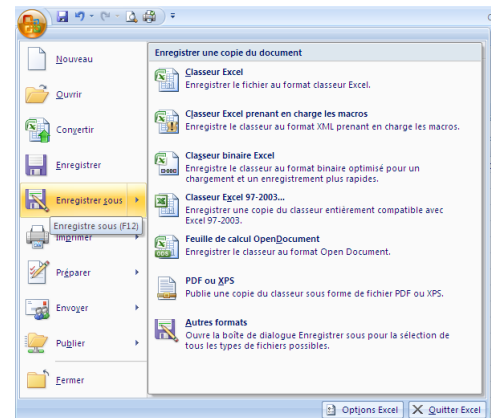 Nouveau
Ouvrir
Convertir
Enregistrer
Enregistrer sous
Enregistre sous (F12)
Imprimer
Préparer
Envoyer
Publier
Fermer
Enregistrer une copie du document
Classeur Excel
Enregistrer le fichier au format classeur Excel.
Classeur Excel prenant en charge les macros
Enregistre le classeur au format XML prenant en charge les macros.
Classeur binaire Excel
Enregistre le classeur au format binaire optimisé pour un
chargement et un enregistrement plus rapides.
Classeur Excel 97-2003...
Enregistrer une copie du classeur entièrement compatible avec
Excel 97-2003.
Feuille de calcul OpenDocument
Enregistrer le classeur au format Open Document.
ODS
PDF ou XPS
Publie une copie du classeur sous forme de fichier PDF ou XPS.
Autres formats
Ouvre la boîte de dialogue Enregistrer sous pour la sélection de
tous les types de fichiers possibles.
Options Excel
Quitter Excel